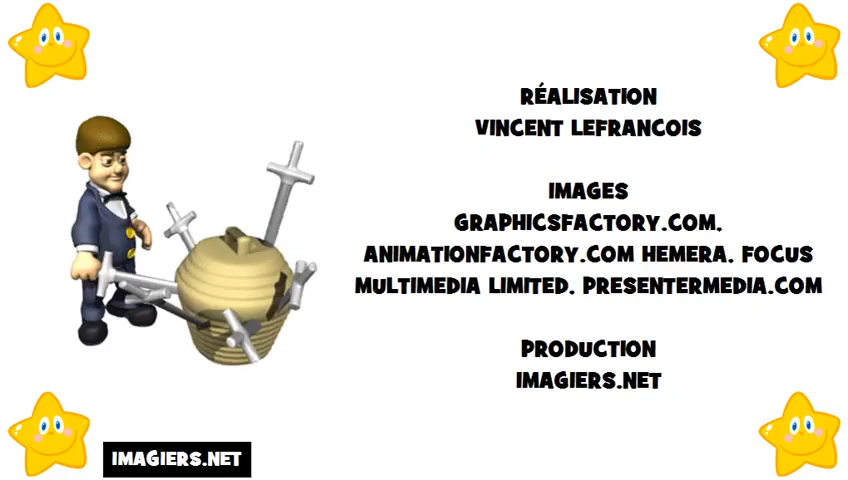 RÉALISATION
VINCENT LEFRANCOIS
IMAGES
GRAPHICSFACTORY.COM,
ANIMATIONFACTORY.COM HEMERA, FOCUS
MULTIMEDIA LIMITED, PRESENTERMEDIA.COM
PRODUCTION
IMAGIERS.NET
IMAGIERS.NET